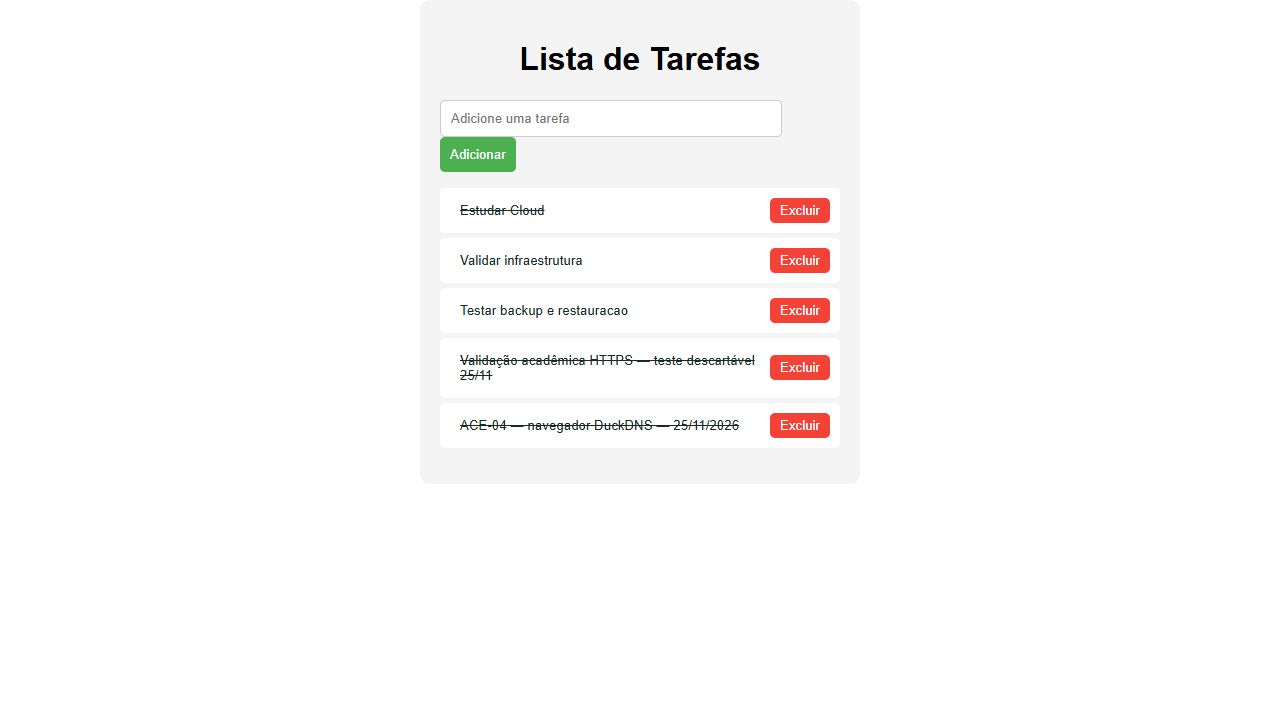 Lista de Tarefas
Adicione uma tarefa
Adicionar
Estudar Cloud
Excluir
Validar infraestrutura
Excluir
Testar backup e restauracao
Excluir
Validação acadêmica HTTPS — teste descartável
25/11
Excluir
ACE-04 — navegador DuckDNS — 25/11/2026
Excluir